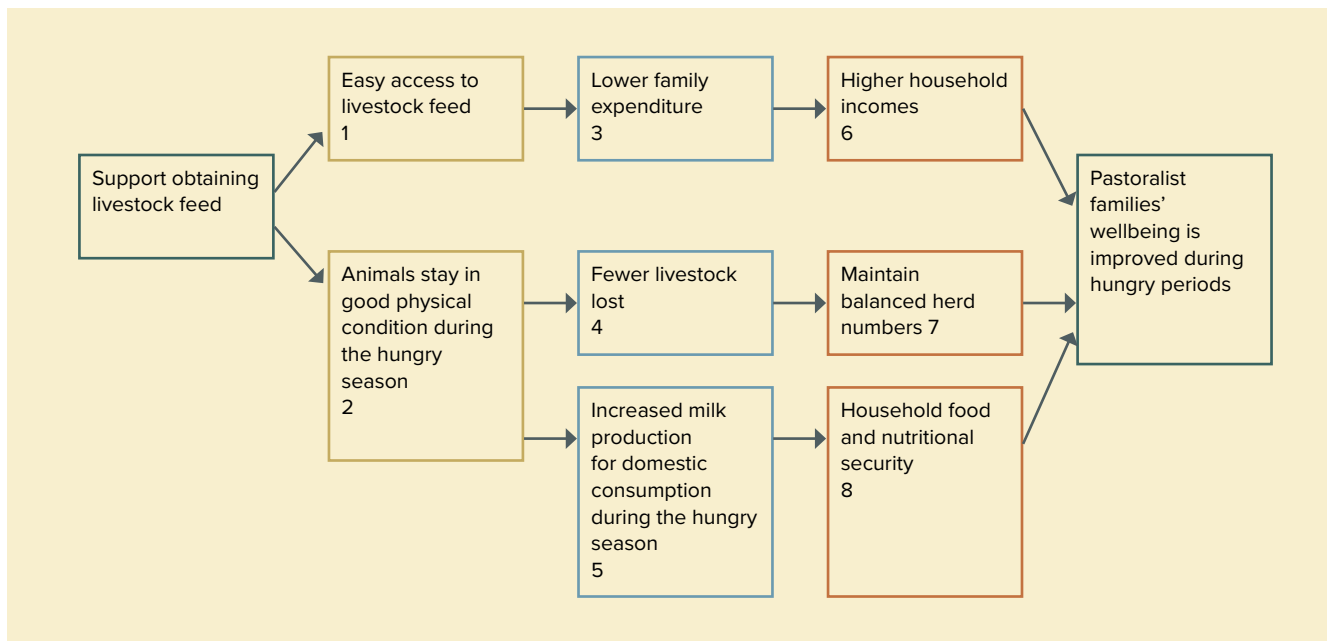 Support obtaining
livestock feed
Easy access to
livestock feed
1
Lower family
expenditure
3
Higher household
incomes
6
Animals stay in
good physical
condition during
the hungry
season
2
Fewer livestock
lost
4
Maintain
balanced herd
numbers 7
Increased milk
production
for domestic
consumption
during the hungry
season
5
Household food
and nutritional
security
8
Pastoralist
families’
wellbeing is
improved during
hungry periods